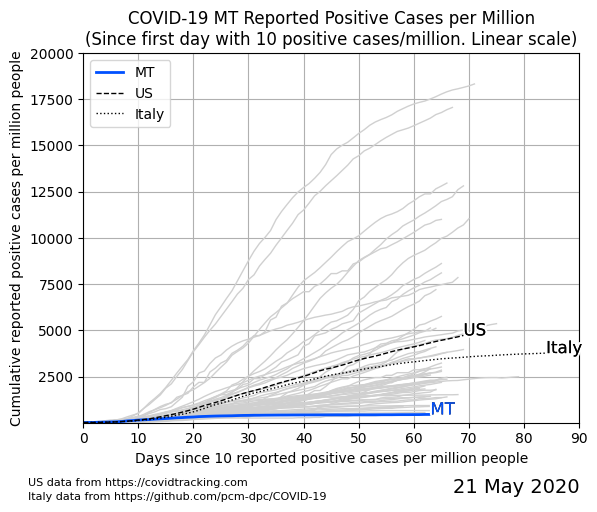 COVID-19 MT Reported Positive Cases per Million
(Since first day with 10 positive cases/million. Linear scale)
Cumulative reported positive cases per million people
20000
17500
15000
12500
10000
7500
5000
2500
MT
US
Italy
US
Italy
MT
0 10 20 30 40 50 60 70 80 90
Days since 10 reported positive cases per million people
US data from https://covidtracking.com
Italy data from https://github.com/pcm-dpc/COVID-19
21 May 2020